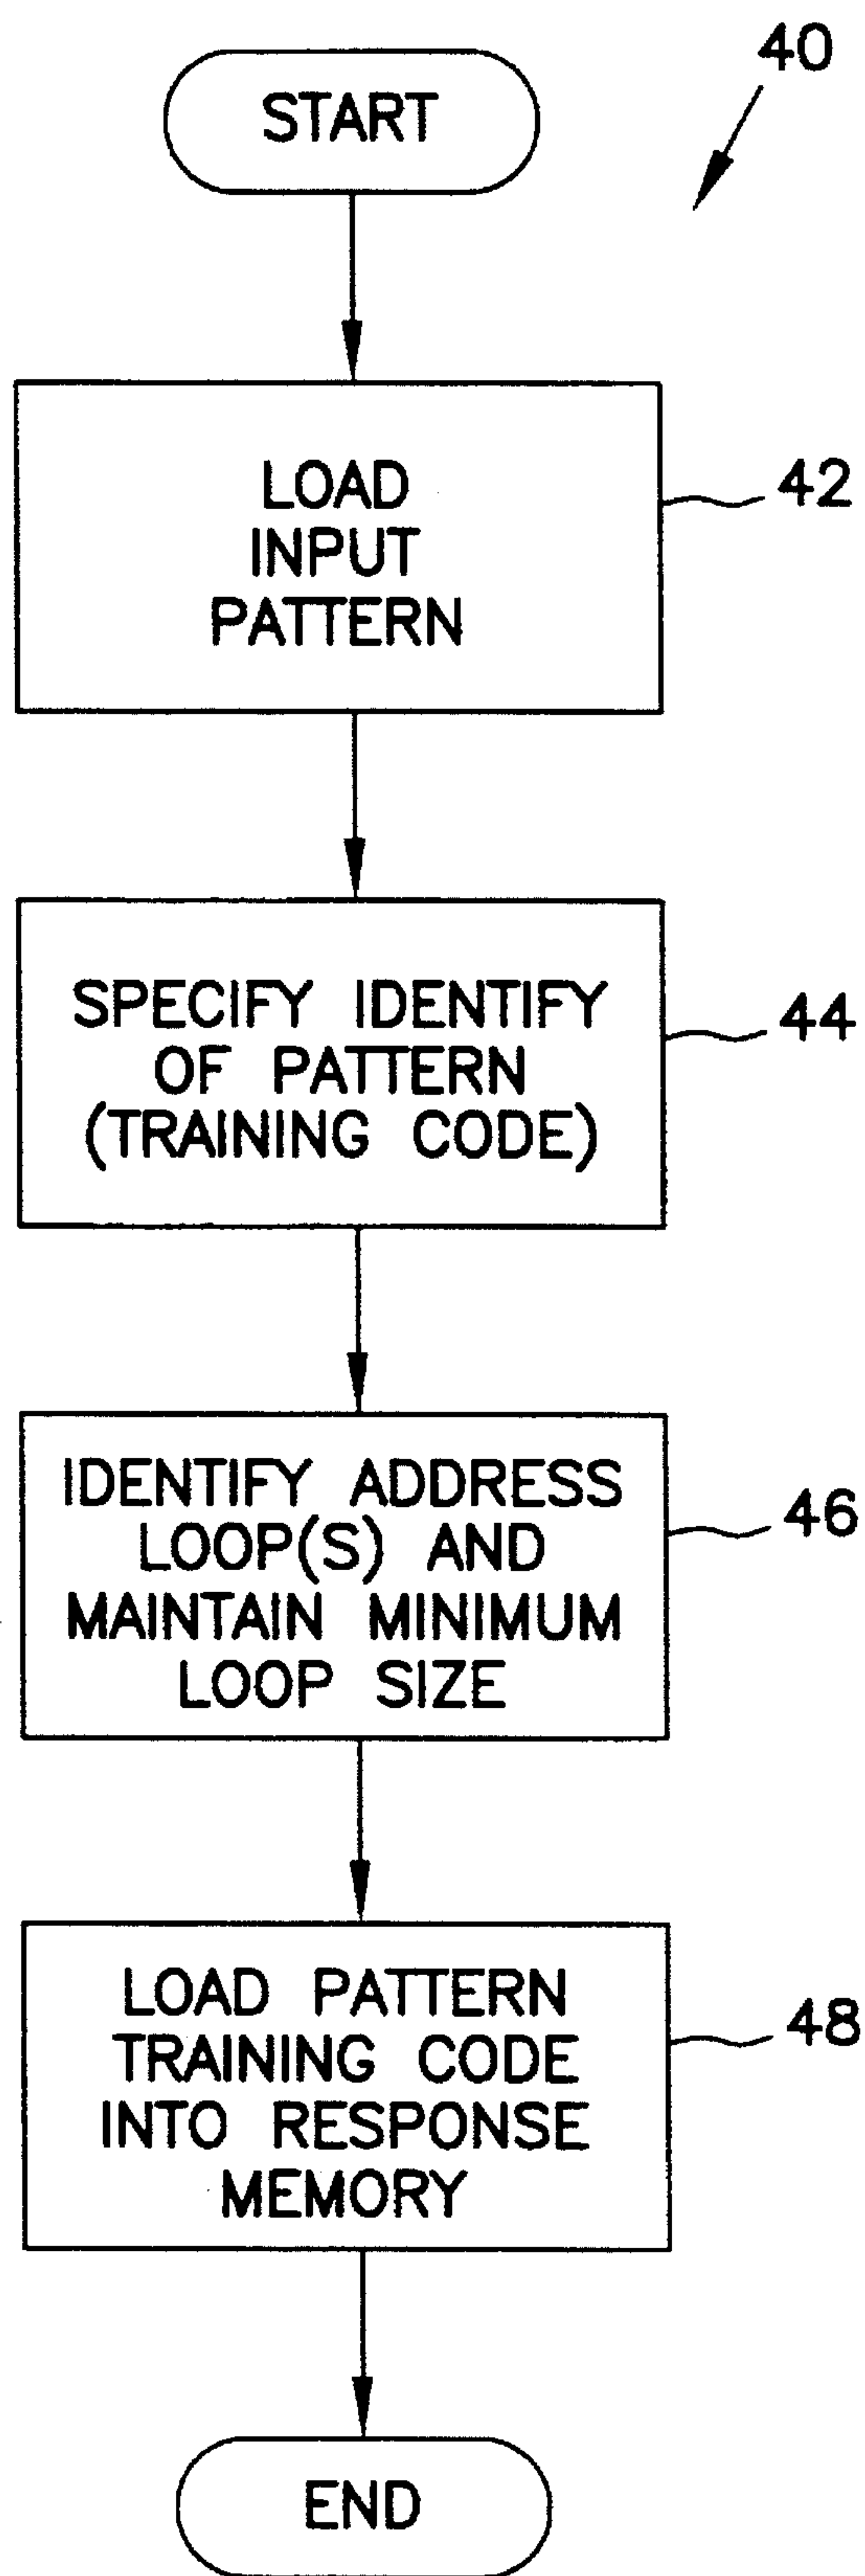 40
START
LOAD
INPUT
PATTERN
42
SPECIFY IDENTIFY
OF PATTERN
(TRAINING CODE)
44
IDENTIFY ADDRESS
LOOP(S) AND
MAINTAIN MINIMUM
LOOP SIZE
46
LOAD PATTERN
TRAINING CODE
INTO RESPONSE
MEMORY
48
END